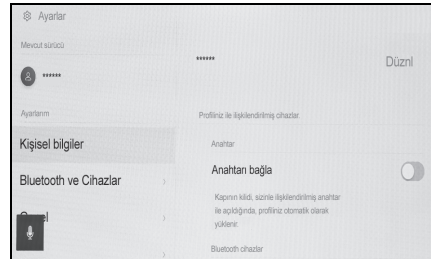 Ayarlar
Mevcut sürücü
******
******
Düznl
Ayarlarım
Profiliniz ile ilişkilendirilmiş cihazlar
Kişisel bilgiler
Anahtar
Anahtarı bağla
Bluetooth ve Cihazlar
Kapının kilidi, sizinle ilişkilendirilmiş anahtar
ile açıldığında, profiliniz otomatik olarak
yüklenir.
Bluetooth cihazlar